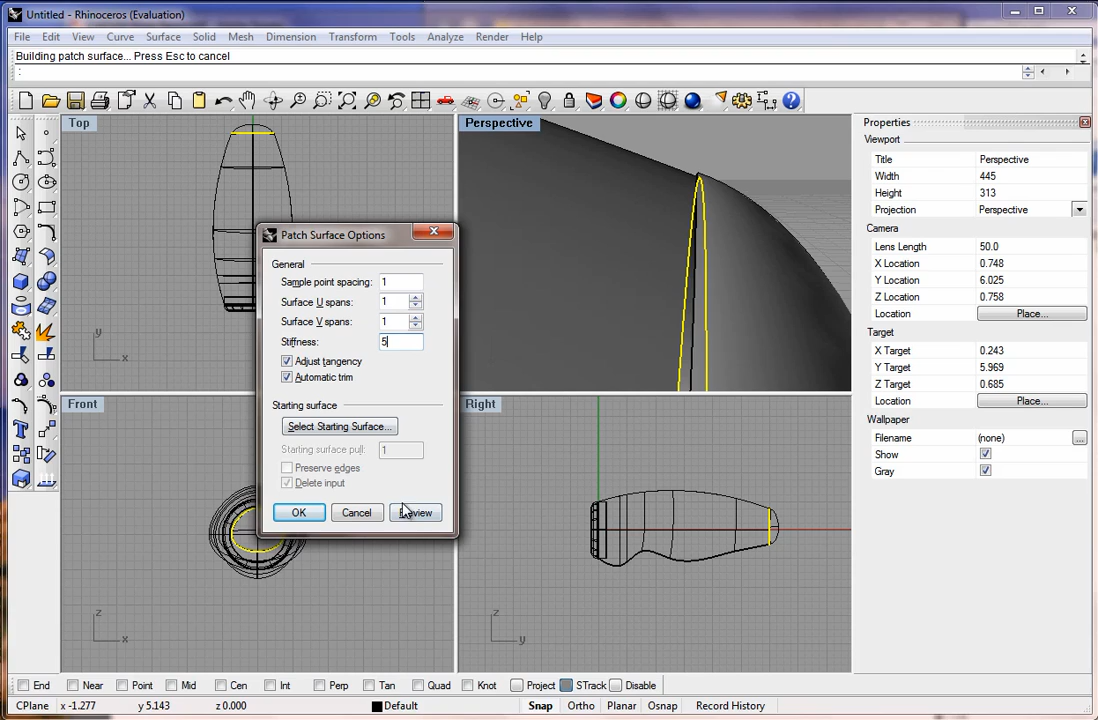 Untitled - Rhinoceros (Evaluation)
File Edit View Curve Surface Solid Mesh Dimension Transform Tools Analyze Render Help
Building patch surface... Press Esc to cancel
:
Top
Perspective
Properties
Viewport
Title Perspective
Width 445
Height 313
Projection Perspective
Camera
Lens Length 50.0
X Location 0.748
Y Location 6.025
Z Location 0.758
Location Place...
Target
X Target 0.243
Y Target 5.969
Z Target 0.685
Location Place...
Wallpaper
Filename (none) ...
Show
Gray
Patch Surface Options
General
Sample point spacing: 1
Surface U spans: 1
Surface V spans: 1
Stiffness: 5
Adjust tangency
Automatic trim
Starting surface
Select Starting Surface...
Starting surface pull: 1
Preserve edges
Delete input
OK Cancel
y
x
Front
Right
z
x
z
y
End Near Point Mid Cen Int Perp Tan Quad Knot Project STrack Disable
CPlane x -1.277 y 5.143 z 0.000 Default Snap Ortho Planar Osnap Record History